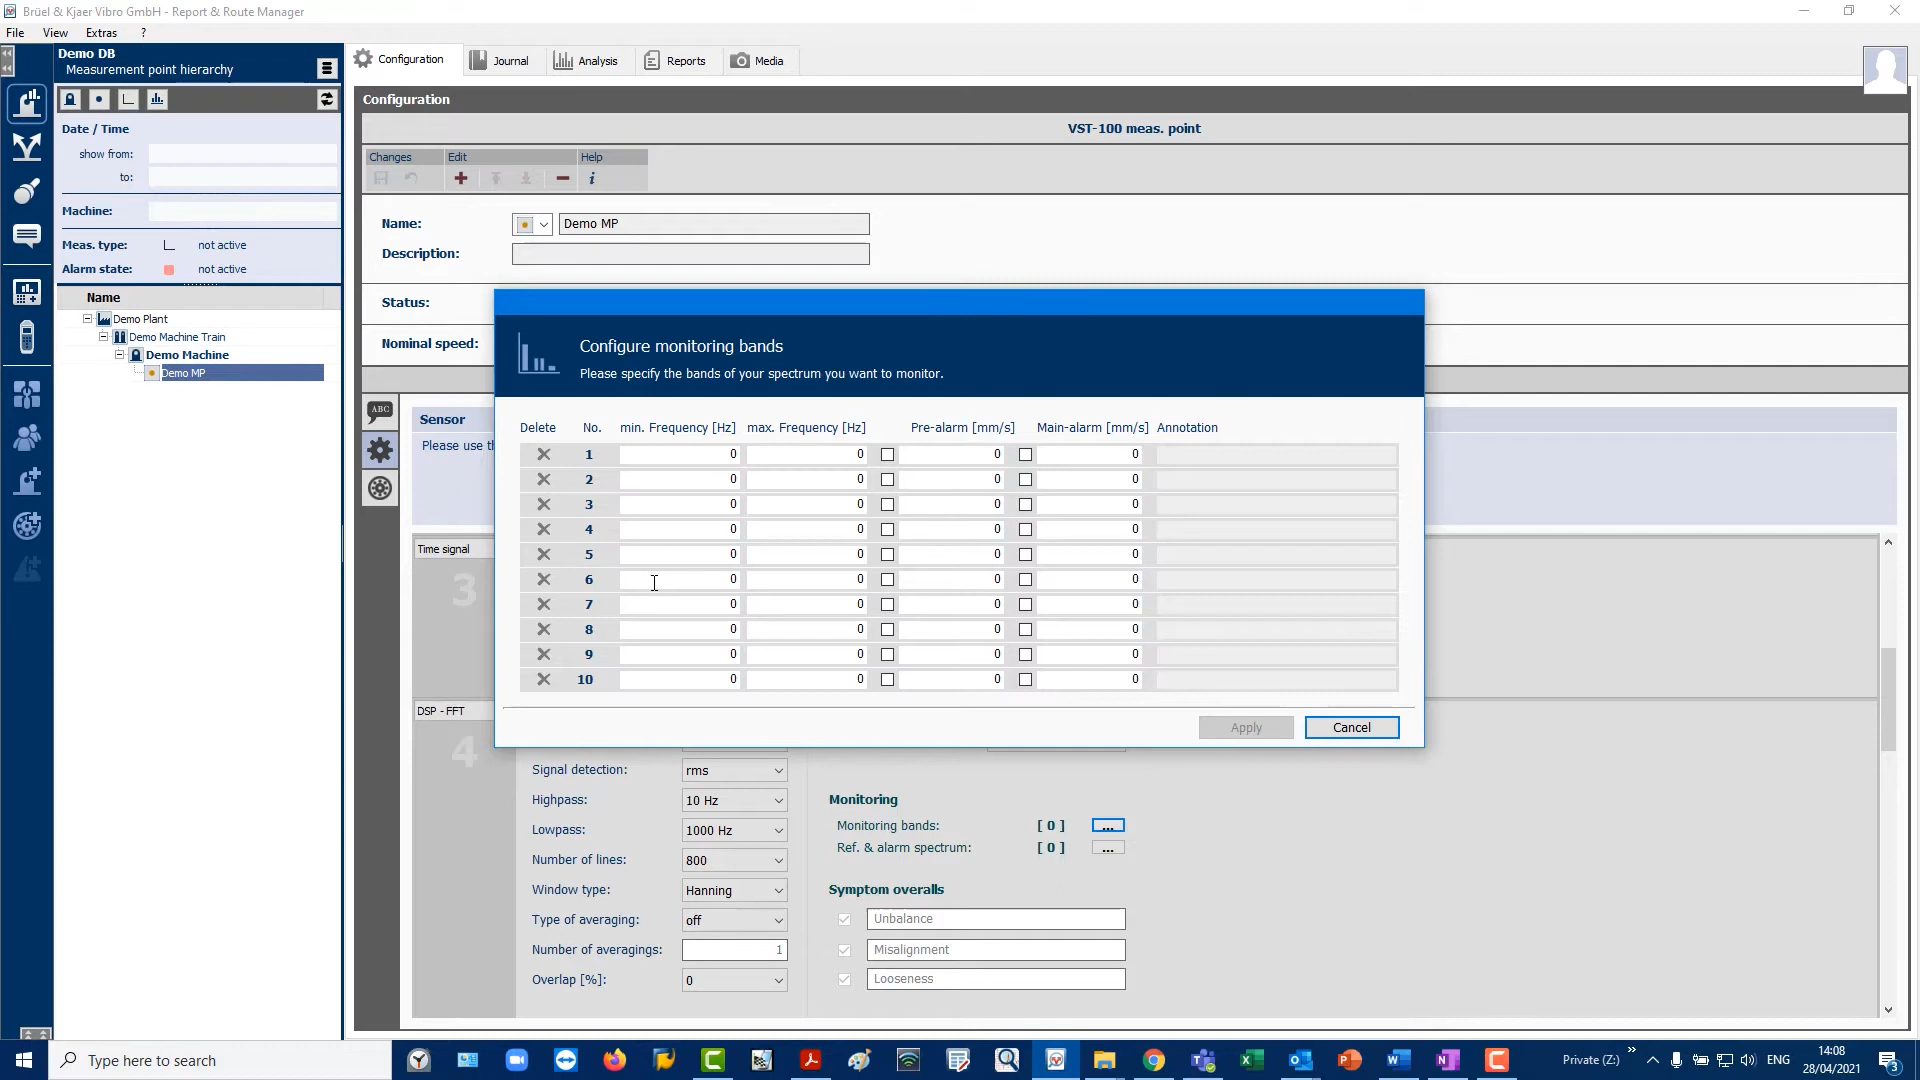 Brüel & Kjaer Vibro GmbH - Report & Route Manager
File View Extras ?
Demo DB
Measurement point hierarchy
Date / Time
show from:
to:
Machine:
Meas. type: not active
Alarm state: not active
Name
Demo Plant
Demo Machine Train
Demo Machine
Demo MP
Configuration Journal Analysis Reports Media
Configuration
VST-100 meas. point
Changes Edit Help
i
Name: Demo MP
Description:
Status:
Nominal speed:
ABC
Sensor
Please use th
Configure monitoring bands
Please specify the bands of your spectrum you want to monitor.
Delete No. min. Frequency [Hz] max. Frequency [Hz] Pre-alarm [mm/s] Main-alarm [mm/s] Annotation
1 0 0 0 0
2 0 0 0 0
3 0 0 0 0
4 0 0 0 0
5 0 0 0 0
6 0 0 0 0
7 0 0 0 0
8 0 0 0 0
9 0 0 0 0
10 0 0 0 0
Apply Cancel
Time signal
3
DSP - FFT
4
Signal detection: rms
Highpass: 10 Hz
Lowpass: 1000 Hz
Number of lines: 800
Window type: Hanning
Type of averaging: off
Number of averagings: 1
Overlap [%]: 0
Monitoring
Monitoring bands: [ 0 ] ...
Ref. & alarm spectrum: [ 0 ] ...
Symptom overalls
Unbalance
Misalignment
Looseness
Type here to search
Private (Z:) » ENG 14:08
28/04/2021
3